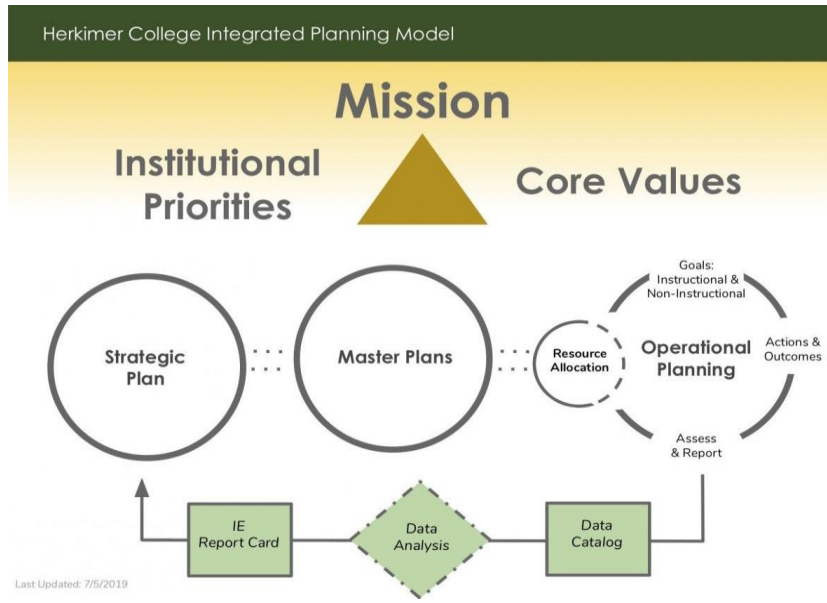 Herkimer College Integrated Planning Model
Mission
Institutional
Priorities
Core Values
Strategic
Plan
Master Plans
Resource
Allocation
Operational
Planning
Goals:
Instructional &
Non-Instructional
Actions &
Outcomes
Assess
& Report
IE
Report Card
Data
Analysis
Data
Catalog
Last Updated: 7/5/2019